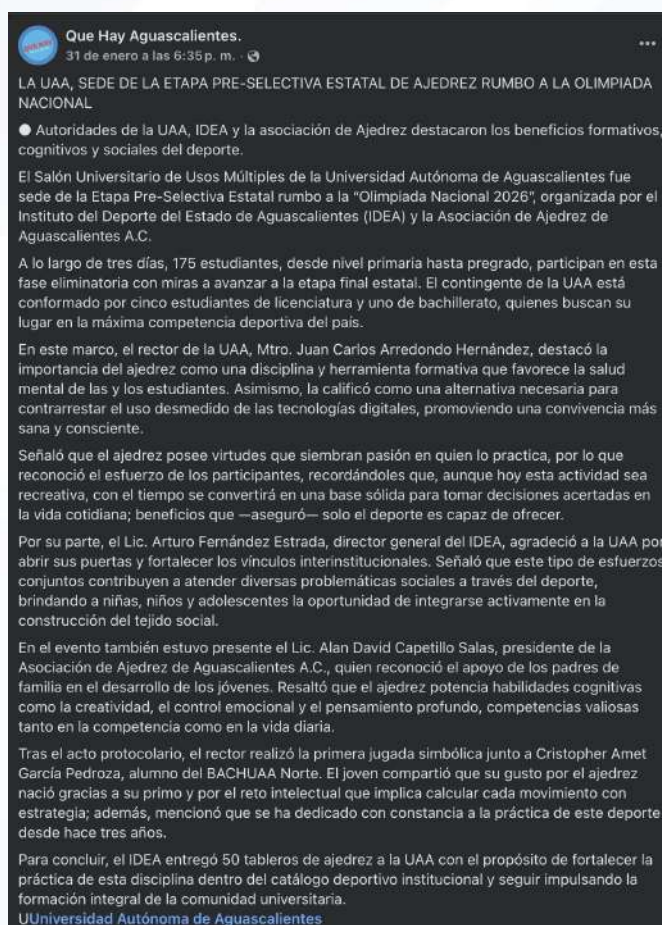 Que Hay Aguascalientes.
31 de enero a las 6:35 p. m. ·
LA UAA, SEDE DE LA ETAPA PRE-SELECTIVA ESTATAL DE AJEDREZ RUMBO A LA OLIMPIADA
NACIONAL
● Autoridades de la UAA, IDEA y la asociación de Ajedrez destacaron los beneficios formativos,
cognitivos y sociales del deporte.
El Salón Universitario de Usos Múltiples de la Universidad Autónoma de Aguascalientes fue
sede de la Etapa Pre-Selectiva Estatal rumbo a la "Olimpiada Nacional 2026", organizada por el
Instituto del Deporte del Estado de Aguascalientes (IDEA) y la Asociación de Ajedrez de
Aguascalientes A.C.
A lo largo de tres días, 175 estudiantes, desde nivel primaria hasta pregrado, participan en esta
fase eliminatoria con miras a avanzar a la etapa final estatal. El contingente de la UAA está
conformado por cinco estudiantes de licenciatura y uno de bachillerato, quienes buscan su
lugar en la máxima competencia deportiva del país.
En este marco, el rector de la UAA, Mtro. Juan Carlos Arredondo Hernández, destacó la
importancia del ajedrez como una disciplina y herramienta formativa que favorece la salud
mental de las y los estudiantes. Asimismo, la calificó como una alternativa necesaria para
contrarrestar el uso desmedido de las tecnologías digitales, promoviendo una convivencia más
sana y consciente.
Señaló que el ajedrez posee virtudes que siembran pasión en quien lo practica, por lo que
reconoció el esfuerzo de los participantes, recordándoles que, aunque hoy esta actividad sea
recreativa, con el tiempo se convertirá en una base sólida para tomar decisiones acertadas en
la vida cotidiana; beneficios que —aseguró— solo el deporte es capaz de ofrecer.
Por su parte, el Lic. Arturo Fernández Estrada, director general del IDEA, agradeció a la UAA por
abrir sus puertas y fortalecer los vínculos interinstitucionales. Señaló que este tipo de esfuerzos
conjuntos contribuyen a atender diversas problemáticas sociales a través del deporte,
brindando a niñas, niños y adolescentes la oportunidad de integrarse activamente en la
construcción del tejido social.
En el evento también estuvo presente el Lic. Alan David Capetillo Salas, presidente de la
Asociación de Ajedrez de Aguascalientes A.C., quien reconoció el apoyo de los padres de
familia en el desarrollo de los jóvenes. Resaltó que el ajedrez potencia habilidades cognitivas
como la creatividad, el control emocional y el pensamiento profundo, competencias valiosas
tanto en la competencia como en la vida diaria.
Tras el acto protocolario, el rector realizó la primera jugada simbólica junto a Cristopher Amet
García Pedroza, alumno del BACHUAA Norte. El joven compartió que su gusto por el ajedrez
nació gracias a su primo y por el reto intelectual que implica calcular cada movimiento con
estrategia; además, mencionó que se ha dedicado con constancia a la práctica de este deporte
desde hace tres años.
Para concluir, el IDEA entregó 50 tableros de ajedrez a la UAA con el propósito de fortalecer la
práctica de esta disciplina dentro del catálogo deportivo institucional y seguir impulsando la
formación integral de la comunidad universitaria.
UUniversidad Autónoma de Aguascalientes